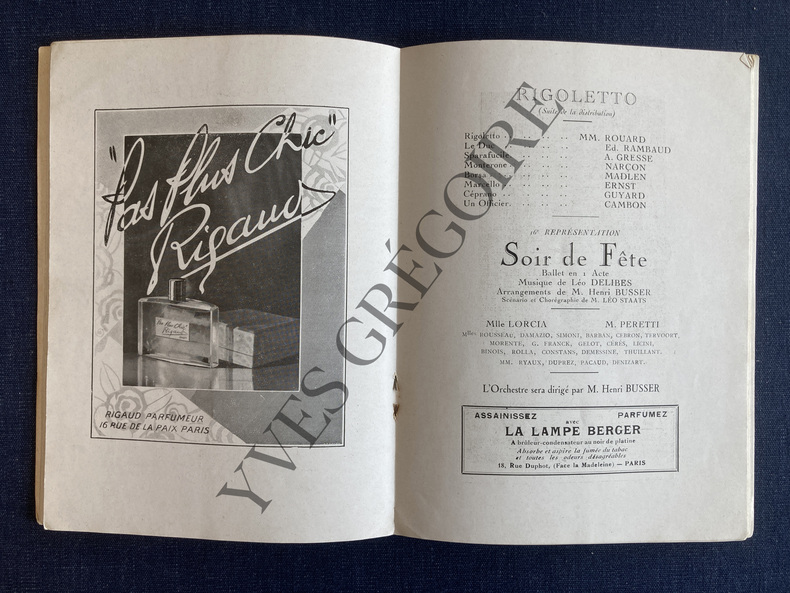 "Pas Plus Chic"
Rigaud
"Pas Plus Chic"
Rigaud
RIGAUD PARFUMEUR
16 RUE DE LA PAIX PARIS
RIGOLETTO
(Suite de la distribution)
Rigoletto . . . . . . . MM. ROUARD
Le Duc . . . . . . . Ed. RAMBAUD
Sparafucile . . . . . . . A. GRESSE
Monterone . . . . . . . NARÇON
Borsa . . . . . . . MADLEN
Marcello . . . . . . . ERNST
Céprano . . . . . . . GUYARD
Un Officier . . . . . . . CAMBON
16e REPRÉSENTATION
Soir de Fête
Ballet en 1 Acte
Musique de Léo DELIBES
Arrangements de M. Henri BUSSER
Scénario et Chorégraphie de M. LÉO STAATS
Mlle LORCIA M. PERETTI
Mlles ROUSSEAU, DAMAZIO, SIMONI, BARBAN, CEBRON, TERVOORT,
MORENTE, G. FRANCK, GELOT, CÉRÈS, LICINI,
BINOIS, ROLLA, CONSTANS, DEMESSINE, THUILLANT.
MM. RYAUX, DUPREZ, PACAUD, DENIZART.
L'Orchestre sera dirigé par M. Henri BUSSER
ASSAINISSEZ PARFUMEZ
AVEC
LA LAMPE BERGER
A brûleur-condensateur au noir de platine
Absorbe et aspire la fumée du tabac
et toutes les odeurs désagréables
18, Rue Duphot, (Face la Madeleine) — PARIS
YVES GRÉGOIRE